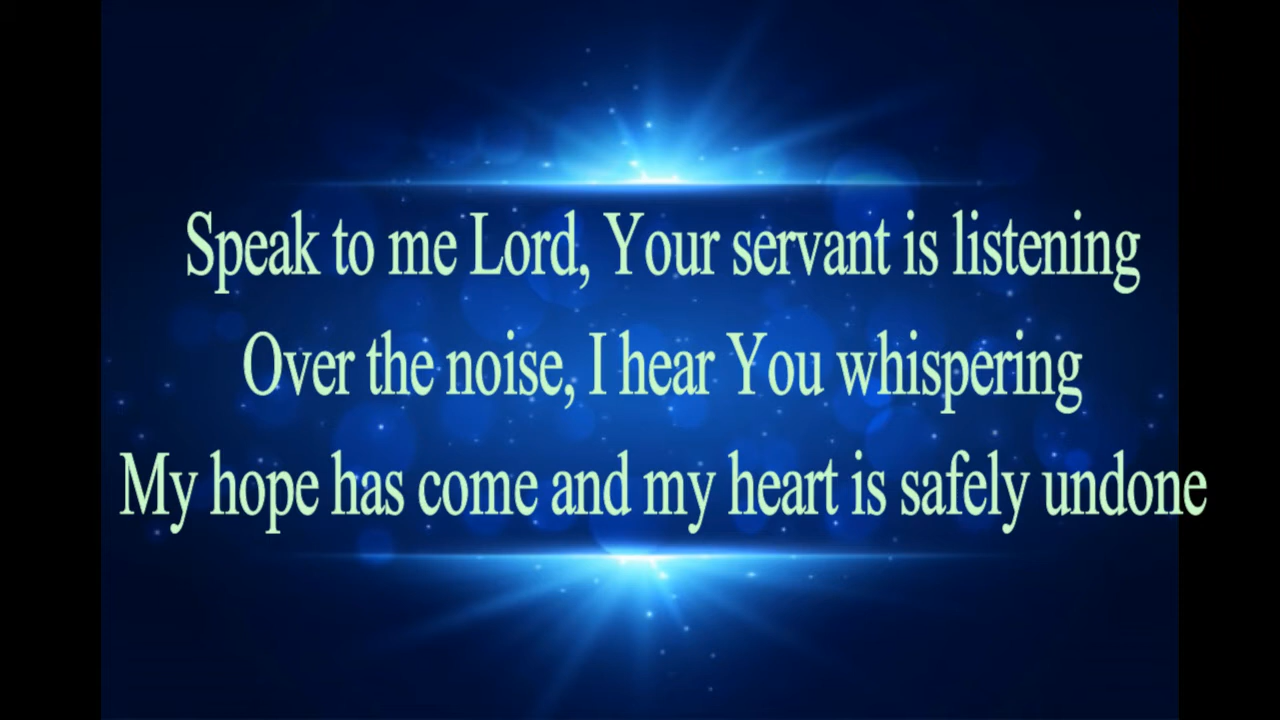 Speak to me Lord, Your servant is listening
Over the noise, I hear You whispering
My hope has come and my heart is safely undone